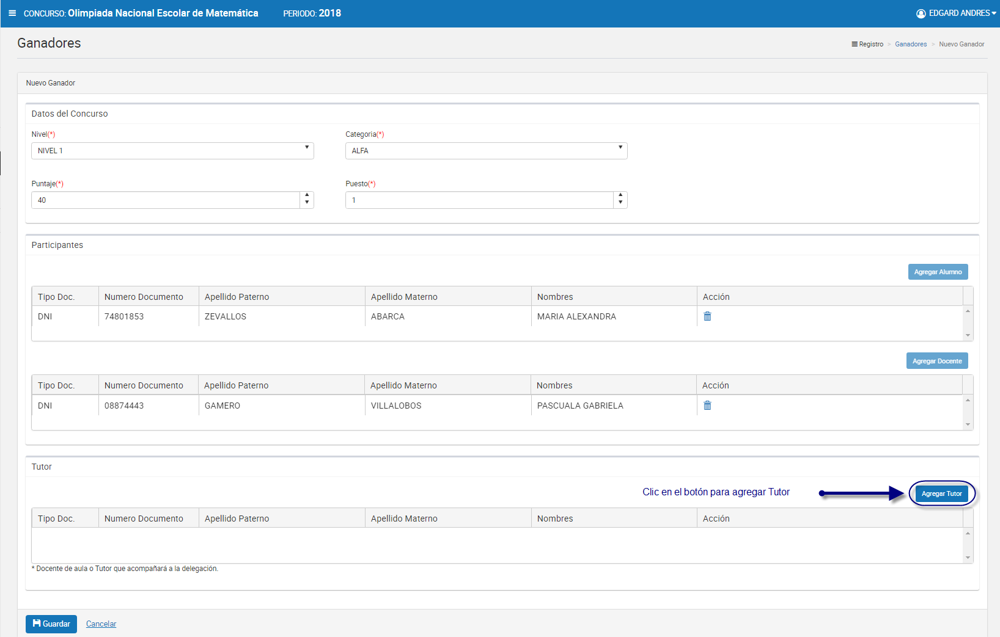 CONCURSO: Olimpiada Nacional Escolar de Matemática PERIODO: 2018 EDGARD ANDRES
Ganadores
Registro > Ganadores > Nuevo Ganador
Nuevo Ganador
Datos del Concurso
Nivel(*) Categoria(*)
NIVEL 1 ALFA
Puntaje(*) Puesto(*)
40 1
Participantes
Agregar Alumno
Tipo Doc. Numero Documento Apellido Paterno Apellido Materno Nombres Acción
DNI 74801853 ZEVALLOS ABARCA MARIA ALEXANDRA
Agregar Docente
Tipo Doc. Numero Documento Apellido Paterno Apellido Materno Nombres Acción
DNI 08874443 GAMERO VILLALOBOS PASCUALA GABRIELA
Tutor
Clic en el botón para agregar Tutor Agregar Tutor
Tipo Doc. Numero Documento Apellido Paterno Apellido Materno Nombres Acción
* Docente de aula o Tutor que acompañará a la delegación.
Guardar Cancelar